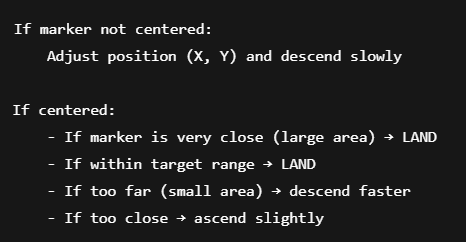 If marker not centered:
Adjust position (X, Y) and descend slowly
If centered:
- If marker is very close (large area) → LAND
- If within target range → LAND
- If too far (small area) → descend faster
- If too close → ascend slightly